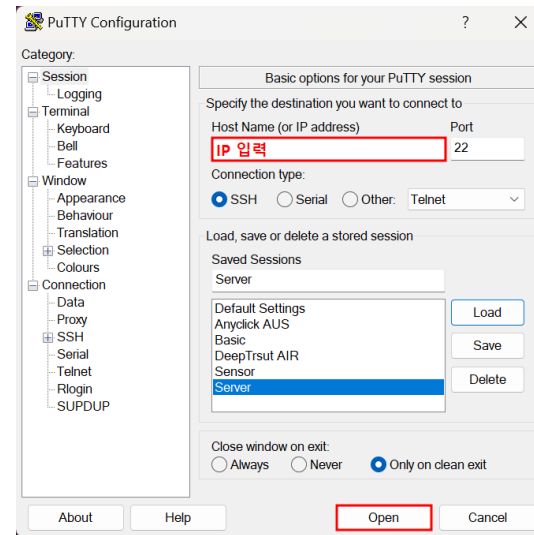 PuTTY Configuration
?
Category:
Session
Logging
Terminal
Keyboard
Bell
Features
Window
Appearance
Behaviour
Translation
Selection
Colours
Connection
Data
Proxy
SSH
Serial
Telnet
Rlogin
SUPDUP
Basic options for your PuTTY session
Specify the destination you want to connect to
Host Name (or IP address) Port
IP 입력 22
Connection type:
SSH Serial Other: Telnet
Load, save or delete a stored session
Saved Sessions
Server
Default Settings
Anyclick AUS
Basic
DeepTrsut AIR
Sensor
Server
Load
Save
Delete
Close window on exit:
Always Never Only on clean exit
About Help Open Cancel